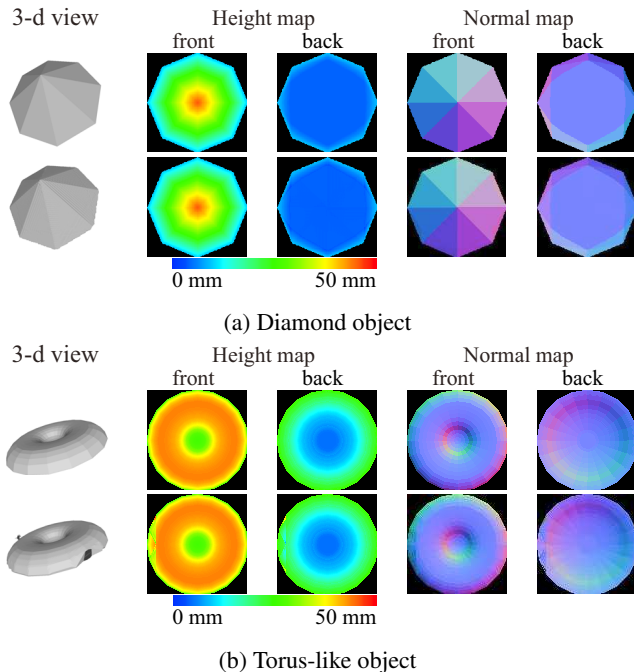 3-d view Height map Normal map
front back front back
0 mm 50 mm
(a) Diamond object
3-d view Height map Normal map
front back front back
0 mm 50 mm
(b) Torus-like object